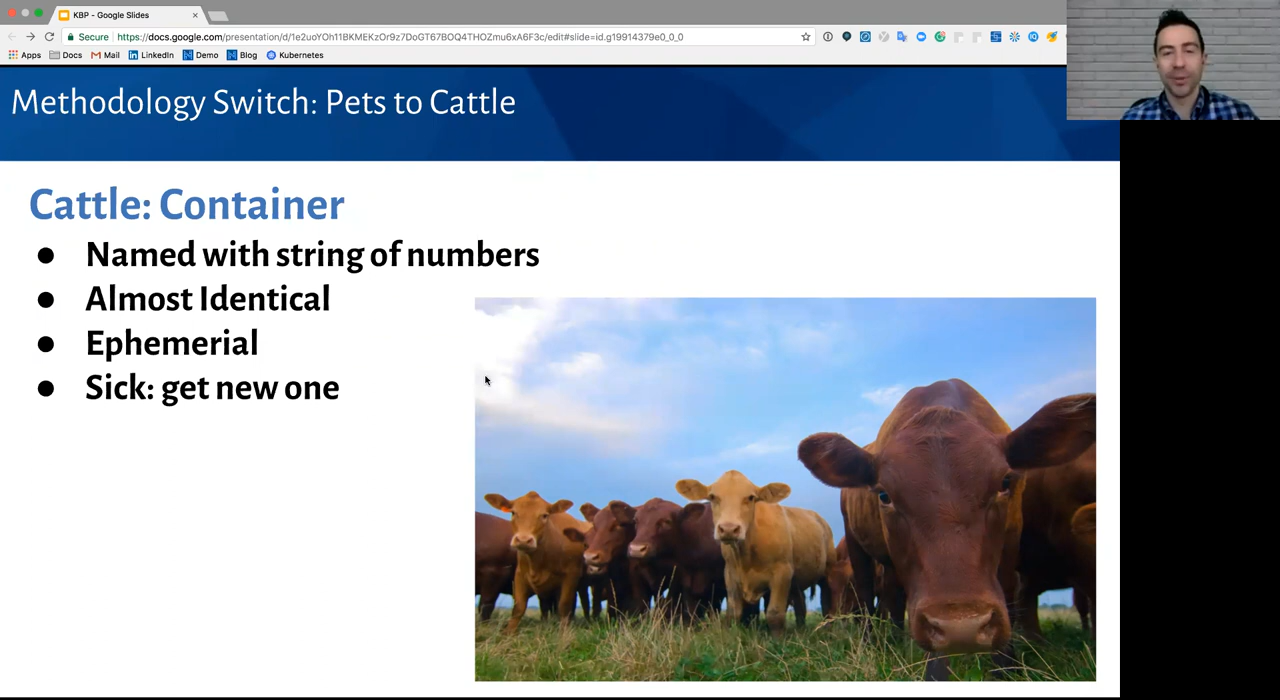 KBP - Google Slides
Secure
https://docs.google.com/presentation/d/1e2uoYOh11BKMEKzOr9z7DoGT67BOQ4THOZmu6xA6F3c/edit#slide=id.g19914379e0_0_0
Apps Docs Mail LinkedIn Demo Blog Kubernetes
Methodology Switch: Pets to Cattle
Cattle: Container
● Named with string of numbers
● Almost Identical
● Ephemerial
● Sick: get new one